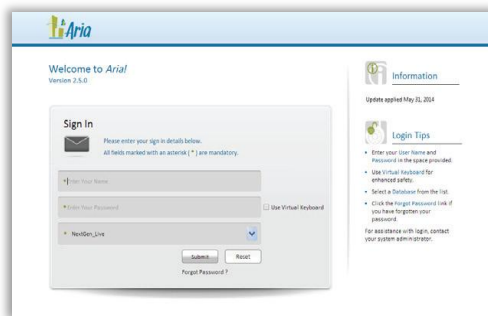 Aria
Welcome to Aria!
Version 2.5.0
Sign In
Please enter your sign in details below.
All fields marked with an asterisk ( * ) are mandatory.
* Enter Your Name
* Enter Your Password
Use Virtual Keyboard
* NextGen_Live
Submit
Reset
Forgot Password ?
Information
Update applied May 31, 2014
Login Tips
• Enter your User Name and
Password in the space provided.
• Use Virtual Keyboard for
enhanced safety.
• Select a Database from the list.
• Click the Forgot Password link if
you have forgotten your
password.
For assistance with login, contact
your system administrator.